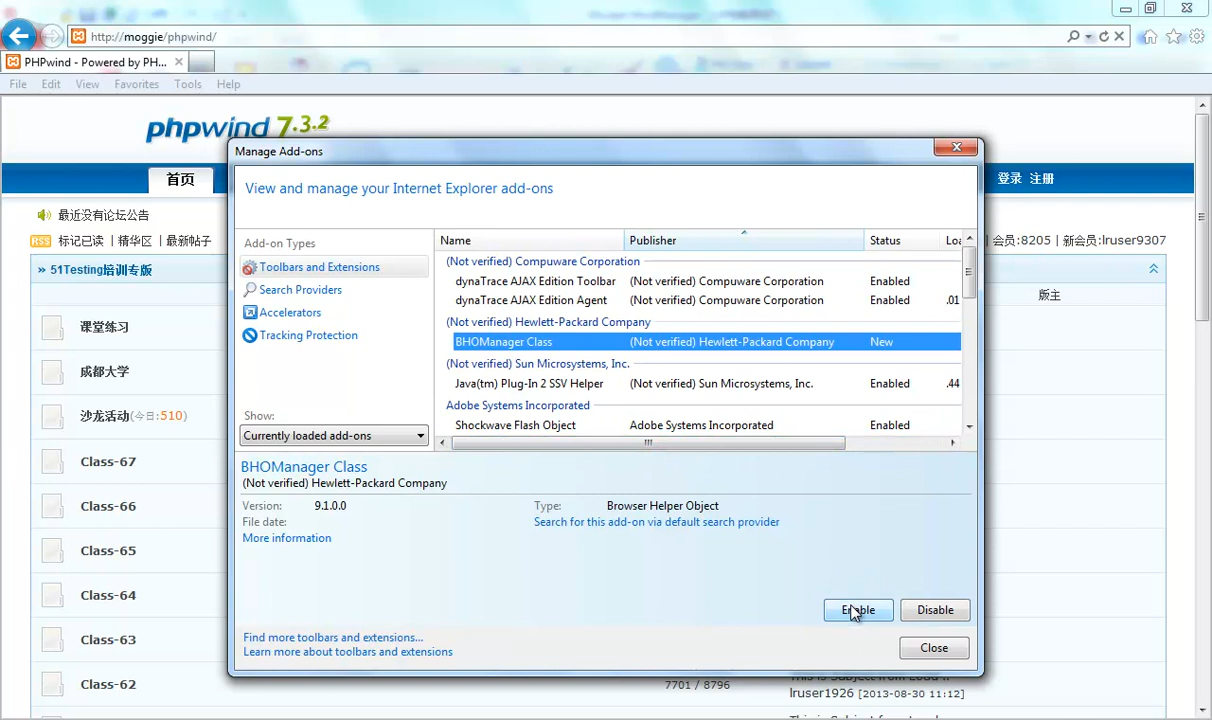 http://moggie/phpwind/
PHPwind - Powered by PH...
File Edit View Favorites Tools Help
phpwind 7.3.2
Manage Add-ons
View and manage your Internet Explorer add-ons
首页
登录 注册
最近没有论坛公告
RSS 标记已读 | 精华区 | 最新帖子
| 会员:8205 | 新会员:lruser9307
» 51Testing培训专版
版主
课堂练习
成都大学
沙龙活动(今日:510)
Class-67
Class-66
Class-65
Class-64
Class-63
Class-62
Add-on Types
Toolbars and Extensions
Search Providers
Accelerators
Tracking Protection
Show:
Currently loaded add-ons
Name Publisher Status Loa
(Not verified) Compuware Corporation
dynaTrace AJAX Edition Toolbar (Not verified) Compuware Corporation Enabled
dynaTrace AJAX Edition Agent (Not verified) Compuware Corporation Enabled .01
(Not verified) Hewlett-Packard Company
BHOManager Class (Not verified) Hewlett-Packard Company New
(Not verified) Sun Microsystems, Inc.
Java(tm) Plug-In 2 SSV Helper (Not verified) Sun Microsystems, Inc. Enabled .44
Adobe Systems Incorporated
Shockwave Flash Object Adobe Systems Incorporated Enabled
BHOManager Class
(Not verified) Hewlett-Packard Company
Version: 9.1.0.0 Type: Browser Helper Object
File date: Search for this add-on via default search provider
More information
Enable Disable
Find more toolbars and extensions...
Learn more about toolbars and extensions
Close
7701 / 8796
lruser1926 [2013-08-30 11:12]